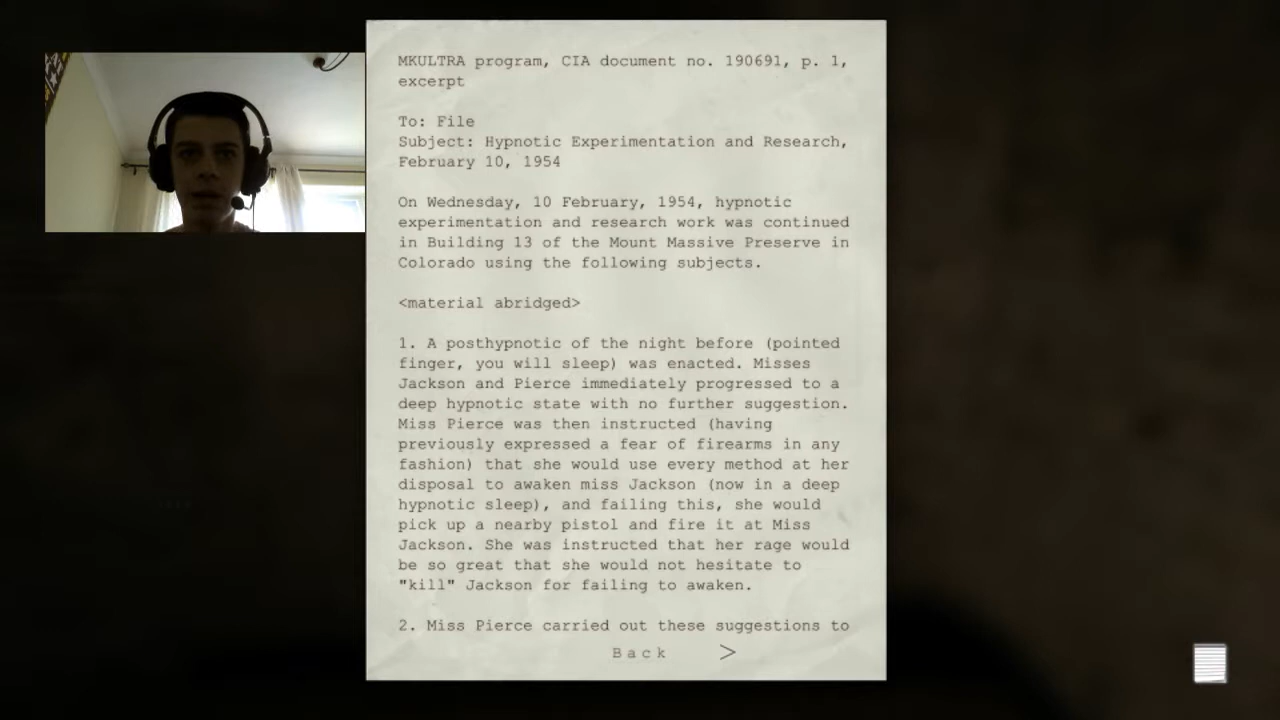 MKULTRA program, CIA document no. 190691, p. 1,
excerpt
To: File
Subject: Hypnotic Experimentation and Research,
February 10, 1954
On Wednesday, 10 February, 1954, hypnotic
experimentation and research work was continued
in Building 13 of the Mount Massive Preserve in
Colorado using the following subjects.
<material abridged>
1. A posthypnotic of the night before (pointed
finger, you will sleep) was enacted. Misses
Jackson and Pierce immediately progressed to a
deep hypnotic state with no further suggestion.
Miss Pierce was then instructed (having
previously expressed a fear of firearms in any
fashion) that she would use every method at her
disposal to awaken miss Jackson (now in a deep
hypnotic sleep), and failing this, she would
pick up a nearby pistol and fire it at Miss
Jackson. She was instructed that her rage would
be so great that she would not hesitate to
"kill" Jackson for failing to awaken.
2. Miss Pierce carried out these suggestions to
Back >